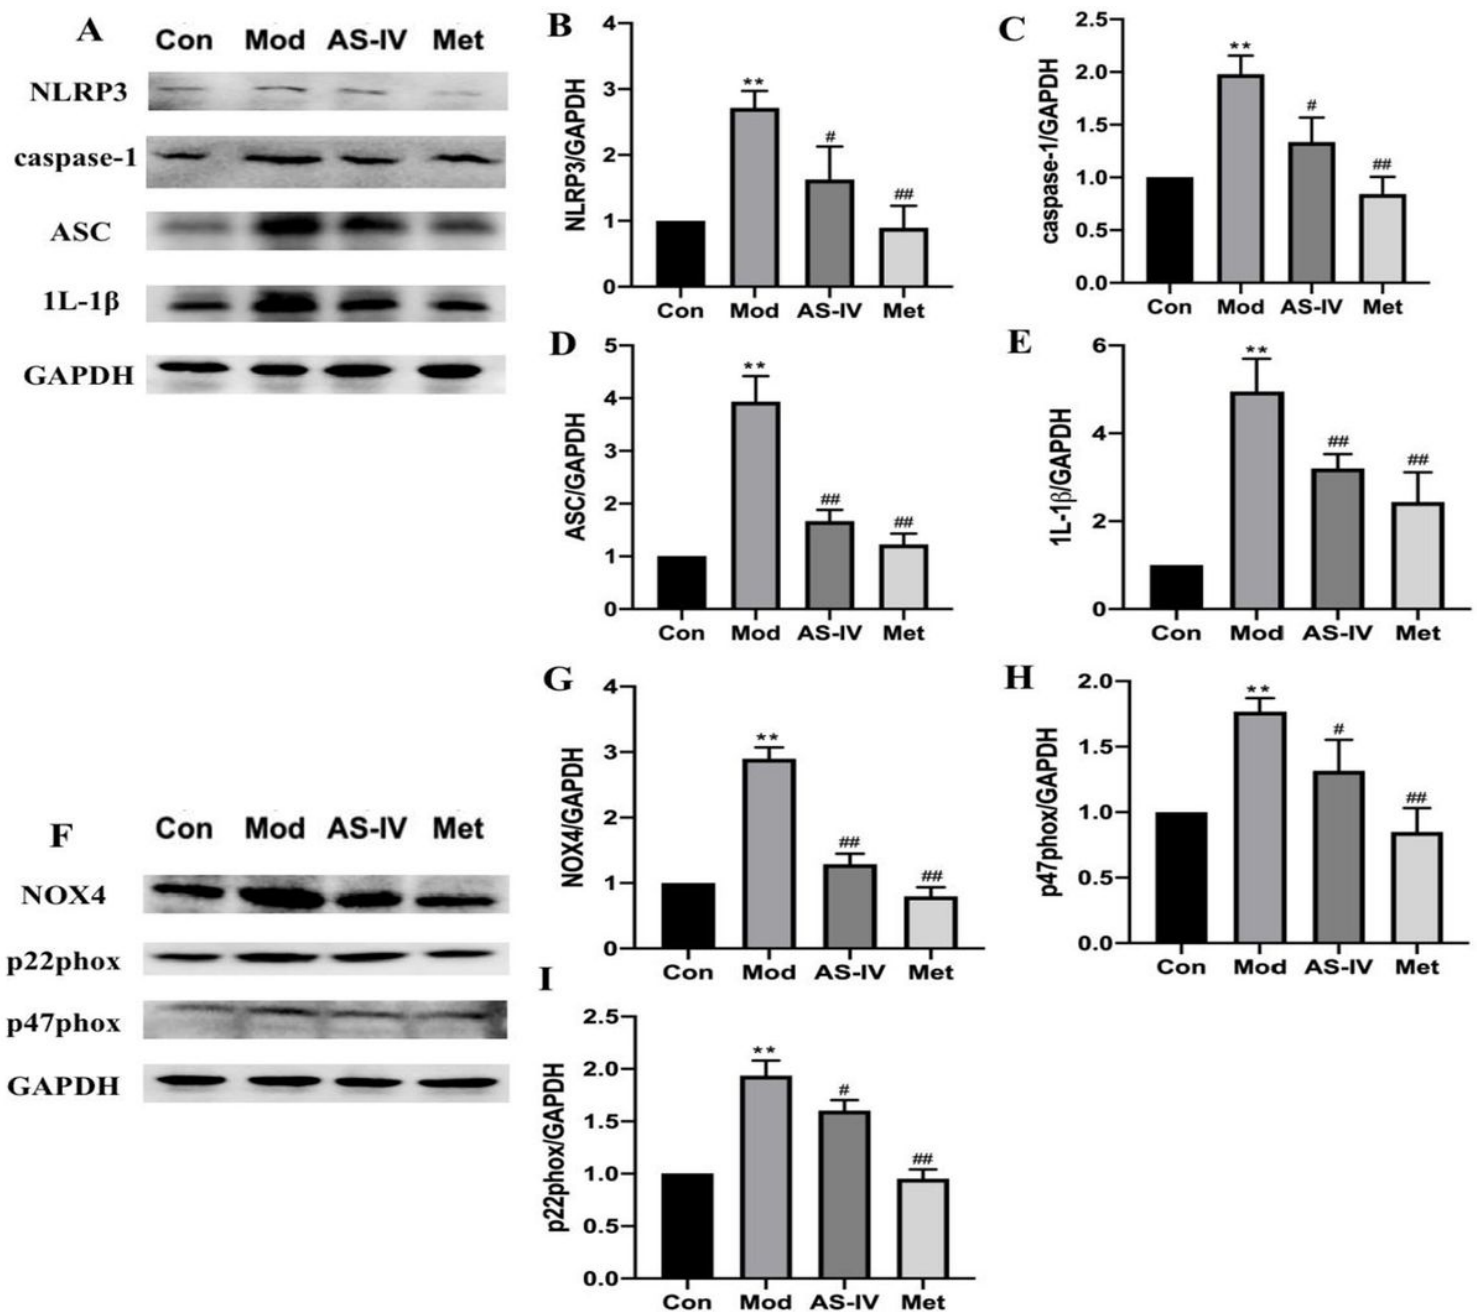 A
Con Mod AS-IV Met
NLRP3
caspase-1
ASC
1L-1β
GAPDH
B
NLRP3/GAPDH
4
3
2
1
0
**
#
##
Con Mod AS-IV Met
C
caspase-1/GAPDH
2.5
2.0
1.5
1.0
0.5
0.0
**
#
##
Con Mod AS-IV Met
D
ASC/GAPDH
5
4
3
2
1
0
**
##
##
Con Mod AS-IV Met
E
1L-1β/GAPDH
6
4
2
0
**
##
##
Con Mod AS-IV Met
F
Con Mod AS-IV Met
NOX4
p22phox
p47phox
GAPDH
G
NOX4/GAPDH
4
3
2
1
0
**
##
##
Con Mod AS-IV Met
H
p47phox/GAPDH
2.0
1.5
1.0
0.5
0.0
**
#
##
Con Mod AS-IV Met
I
p22phox/GAPDH
2.5
2.0
1.5
1.0
0.5
0.0
**
#
##
Con Mod AS-IV Met